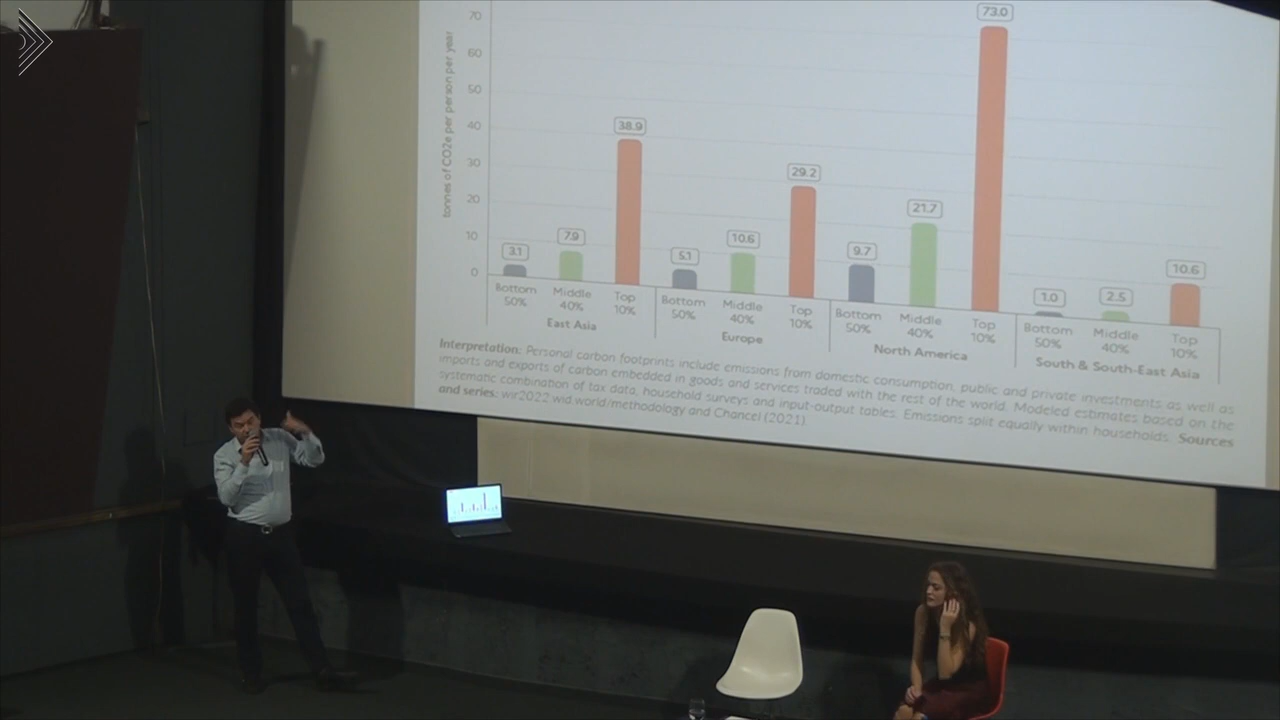 73.0
70
60
tonnes of CO2e per person per year
50
40
38.9
30
29.2
21.7
20
10
7.9
10.6
9.7
3.1
5.1
10.6
0
1.0
2.5
Bottom 50%
Middle 40%
Top 10%
Bottom 50%
Middle 40%
Top 10%
Bottom 50%
Middle 40%
Top 10%
Bottom 50%
Middle 40%
Top 10%
East Asia
Europe
North America
South & South-East Asia
Interpretation: Personal carbon footprints include emissions from domestic consumption, public and private investments as well as
imports and exports of carbon embedded in goods and services traded with the rest of the world. Modeled estimates based on the
systematic combination of tax data, household surveys and input-output tables. Emissions split equally within households. Sources
and series: wir2022.wid.world/methodology and Chancel (2021).